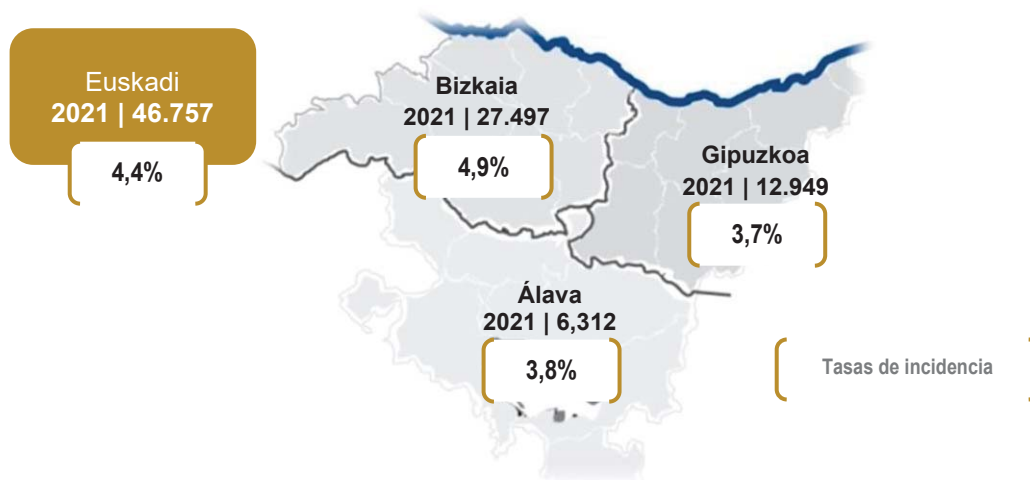 Euskadi
2021 | 46.757
4,4%
Bizkaia
2021 | 27.497
4,9%
Gipuzkoa
2021 | 12.949
3,7%
Álava
2021 | 6,312
3,8%
Tasas de incidencia